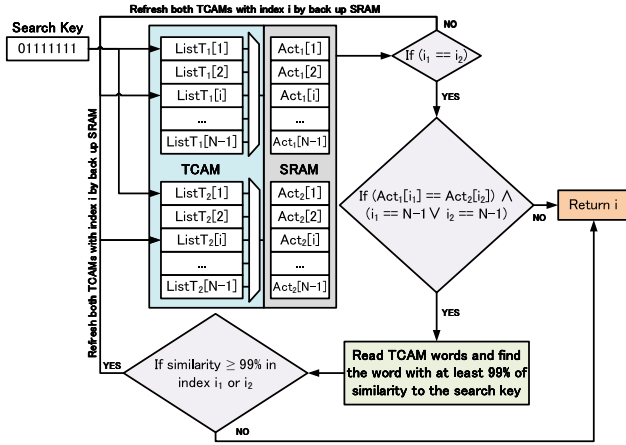 Refresh both TCAMs with index i by back up SRAM
Search Key
01111111
Refresh both TCAMs with index i by back up SRAM
ListT₁[1]
ListT₁[2]
ListT₁[i]
...
ListT₁[N-1]
Act₁[1]
Act₁[2]
Act₁[i]
...
Act₁[N-1]
TCAM
SRAM
ListT₂[1]
ListT₂[2]
ListT₂[i]
...
ListT₂[N-1]
Act₂[1]
Act₂[2]
Act₂[i]
...
Act₂[N-1]
NO
If (i₁ == i₂)
YES
If (Act₁[i₁] == Act₂[i₂]) ∧
(i₁ == N-1 ∨ i₂ == N-1)
NO
Return i
YES
Read TCAM words and find
the word with at least 99% of
similarity to the search key
If similarity ≥ 99% in
index i₁ or i₂
YES
NO